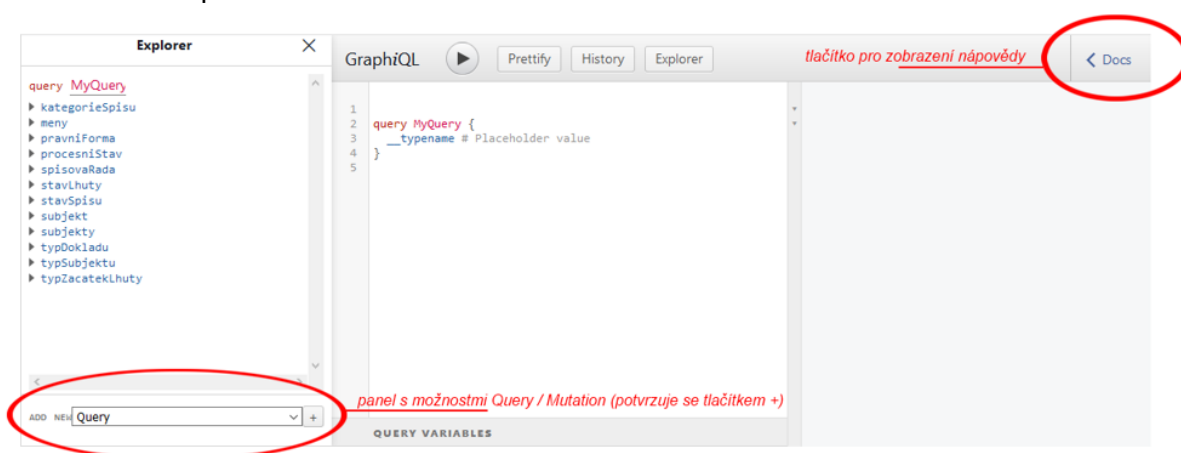 Explorer
query MyQuery
kategorieSpisu
meny
pravniForma
procesniStav
spisovaRada
stavLhuty
stavSpisu
subjekt
subjekty
typDokladu
typSubjektu
typZacatekLhuty
ADD NEW Query +
GraphiQL Prettify History Explorer
tlačítko pro zobrazení nápovědy
Docs
1
2 query MyQuery {
3 __typename # Placeholder value
4 }
5
panel s možnostmi Query / Mutation (potvrzuje se tlačítkem +)
QUERY VARIABLES